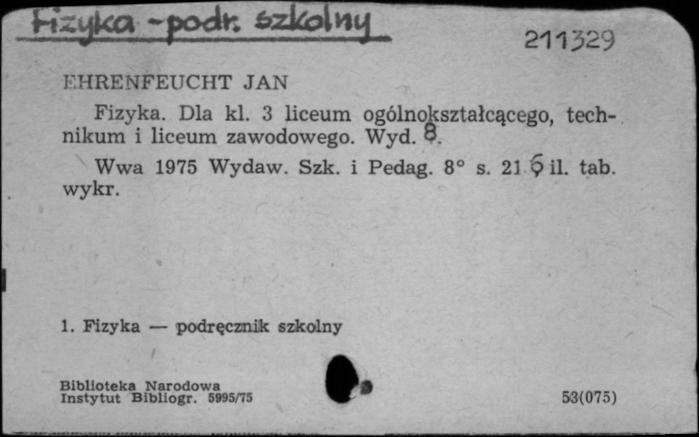 Fizyka - podr. szkolny
211329
EHRENFEUCHT JAN
Fizyka. Dla kl. 3 liceum ogólnokształcącego, tech-
nikum i liceum zawodowego. Wyd. 8.
Wwa 1975 Wydaw. Szk. i Pedag. 8° s. 216 il. tab.
wykr.
1. Fizyka — podręcznik szkolny
Biblioteka Narodowa
Instytut Bibliogr. 5995/75
53(075)